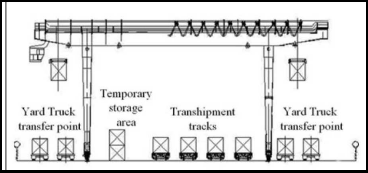 Yard Truck
transfer point
Temporary
storage
area
Transhipment
tracks
Yard Truck
transfer point